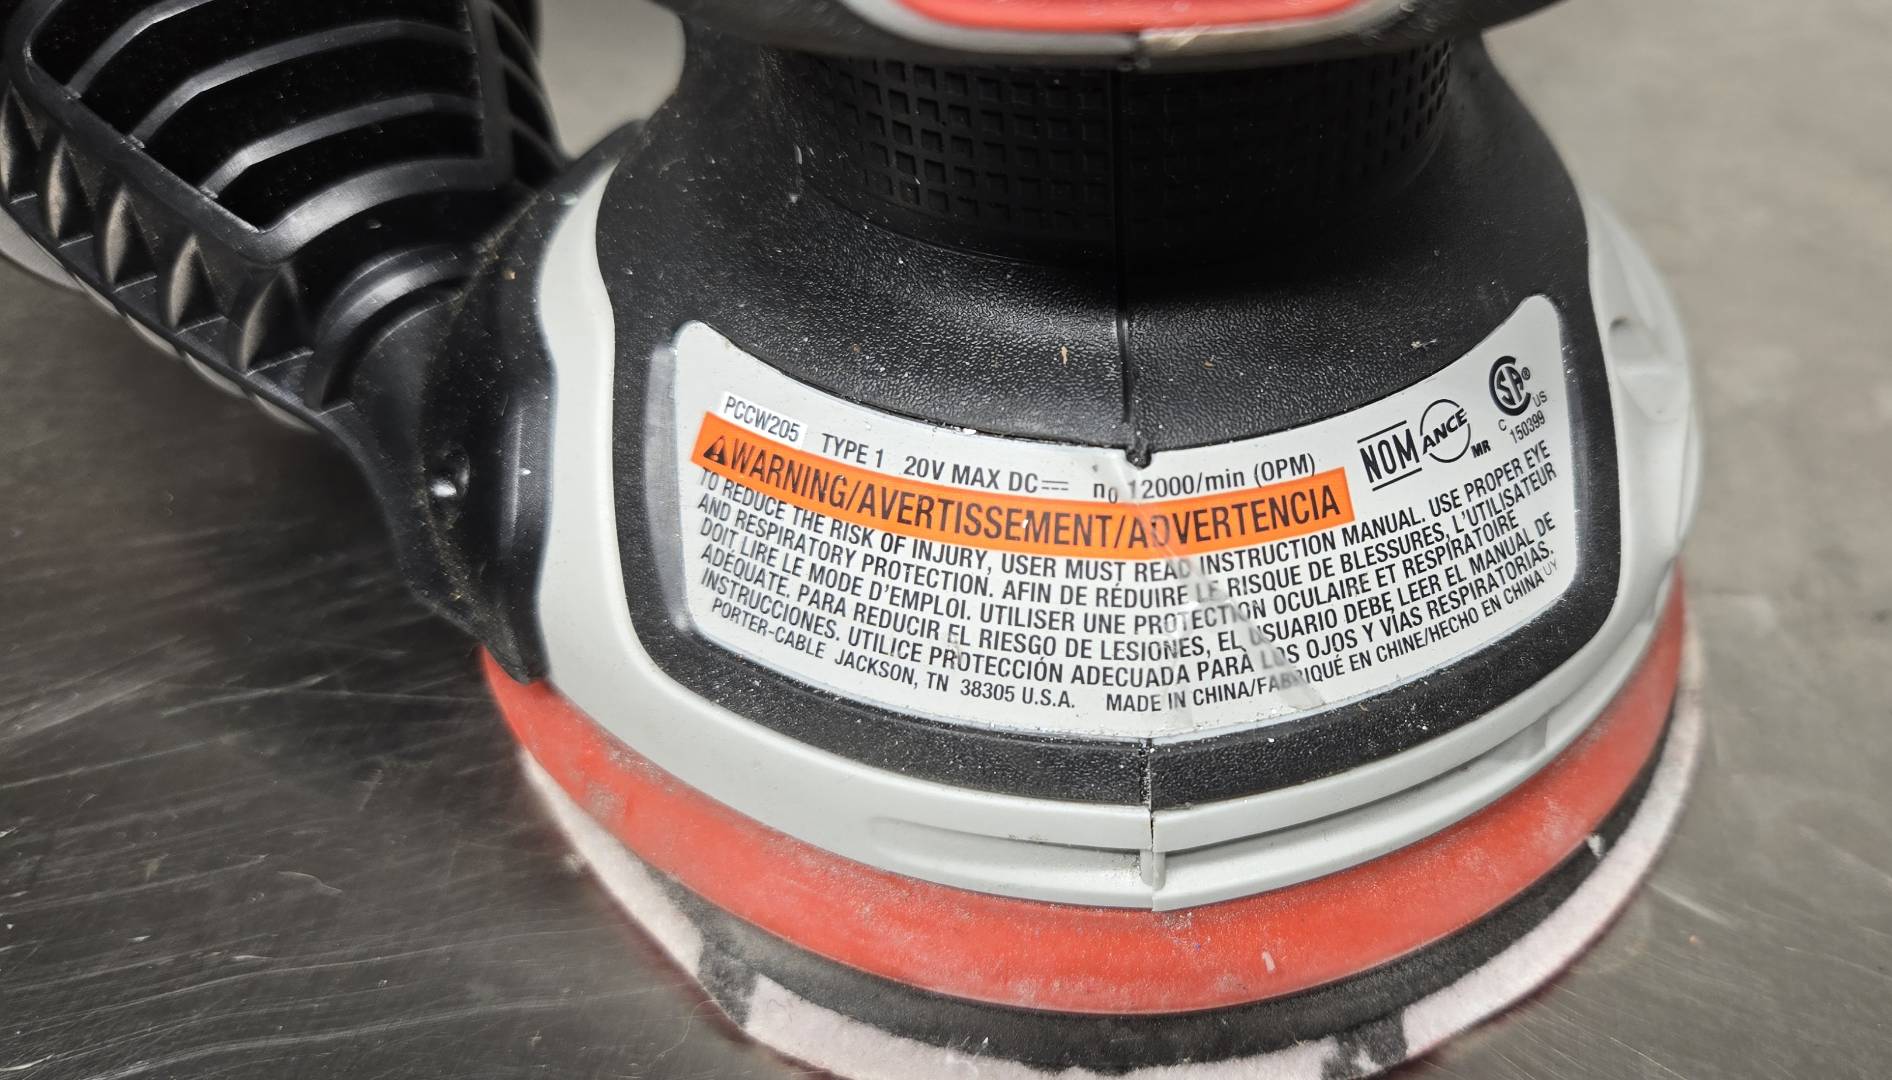 PCCW205 TYPE 1 20V MAX DC n0 12000/min (OPM)
NOM ANCE MR
CSA® C US
150399
WARNING/AVERTISSEMENT/ADVERTENCIA
TO REDUCE THE RISK OF INJURY, USER MUST READ INSTRUCTION MANUAL. USE PROPER EYE
AND RESPIRATORY PROTECTION. AFIN DE RÉDUIRE LE RISQUE DE BLESSURES, L'UTILISATEUR
DOIT LIRE LE MODE D'EMPLOI. UTILISER UNE PROTECTION OCULAIRE ET RESPIRATOIRE
ADÉQUATE. PARA REDUCIR EL RIESGO DE LESIONES, EL USUARIO DEBE LEER EL MANUAL DE
INSTRUCCIONES. UTILICE PROTECCIÓN ADECUADA PARA LOS OJOS Y VÍAS RESPIRATORIAS.
PORTER-CABLE JACKSON, TN 38305 U.S.A. MADE IN CHINA/FABRIQUÉ EN CHINE/HECHO EN CHINA UY